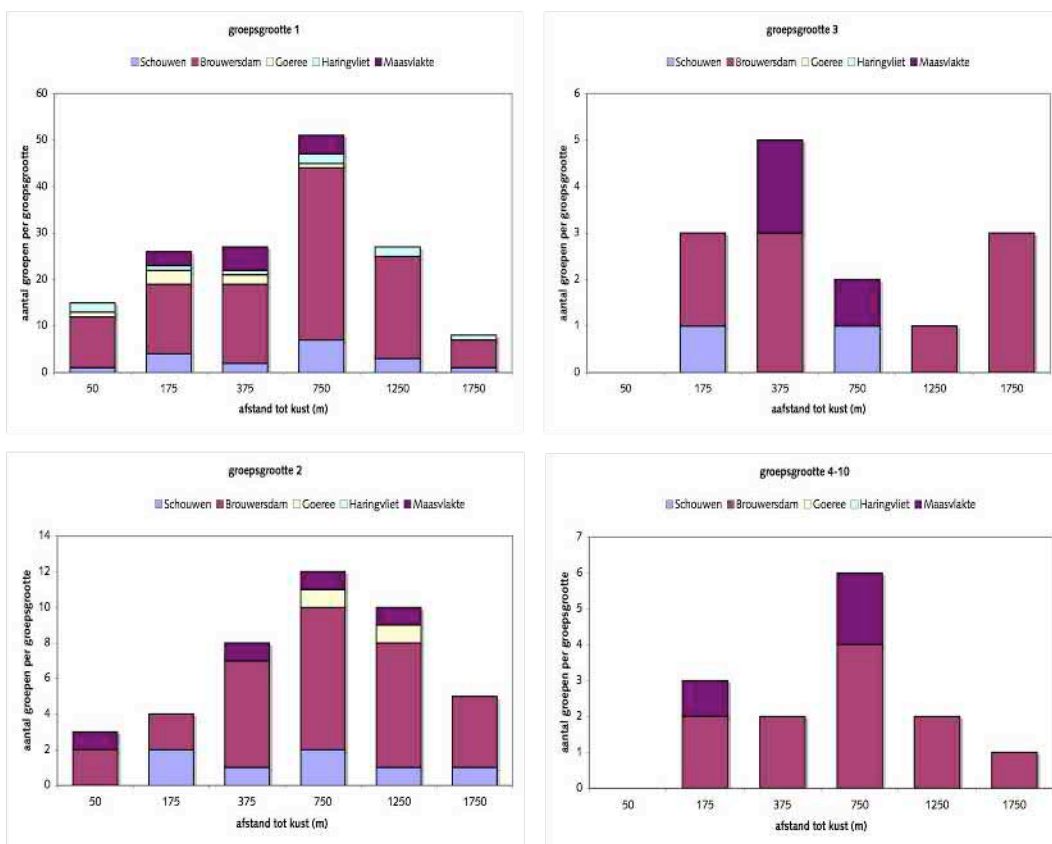 groepsgrootte 1
Schouwen Brouwersdam Goeree Haringvliet Maasvlakte
aantal groepen per groepsgrootte
60
50
40
30
20
10
0
50 175 375 750 1250 1750
afstand tot kust (m)
groepsgrootte 3
Schouwen Brouwersdam Goeree Haringvliet Maasvlakte
aantal groepen per groepsgrootte
6
5
4
3
2
1
0
50 175 375 750 1250 1750
aafstand tot kust (m)
groepsgrootte 2
Schouwen Brouwersdam Goeree Haringvliet Maasvlakte
aantal groepen per groepsgrootte
14
12
10
8
6
4
2
0
50 175 375 750 1250 1750
afstand tot kust (m)
groepsgrootte 4-10
Schouwen Brouwersdam Goeree Haringvliet Maasvlakte
aantal groepen per groepsgrootte
7
6
5
4
3
2
1
0
50 175 375 750 1250 1750
afstand tot kust (m)